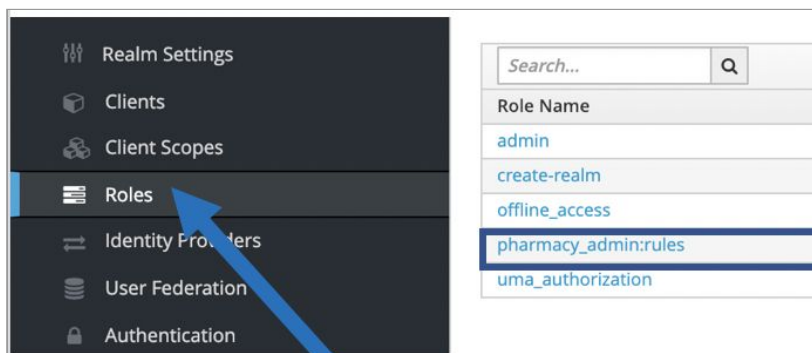 Realm Settings
Clients
Client Scopes
Roles
Identity Providers
User Federation
Authentication
Search...
Role Name
admin
create-realm
offline_access
pharmacy_admin:rules
uma_authorization